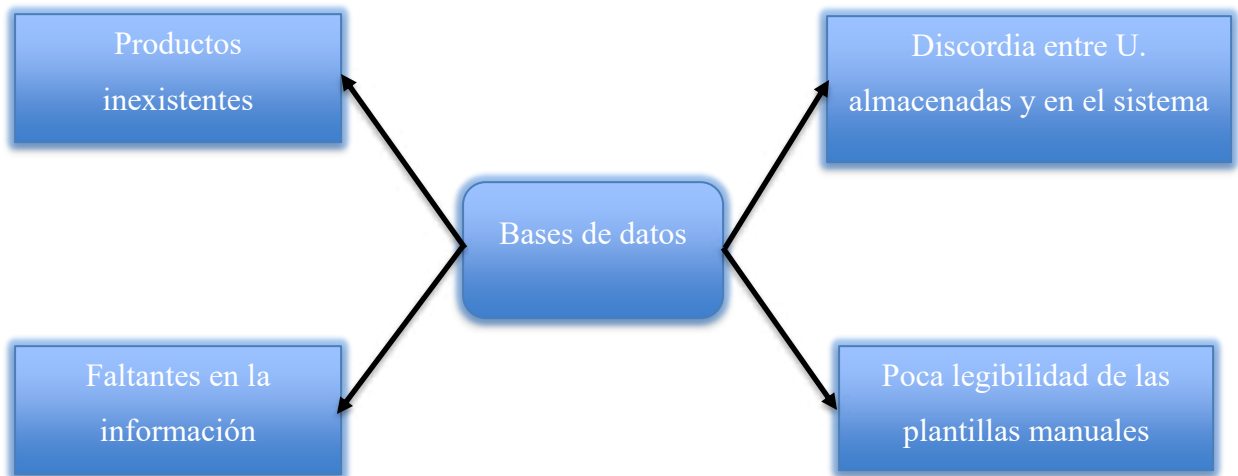 Productos
inexistentes
Discordia entre U.
almacenadas y en el sistema
Bases de datos
Faltantes en la
información
Poca legibilidad de las
plantillas manuales